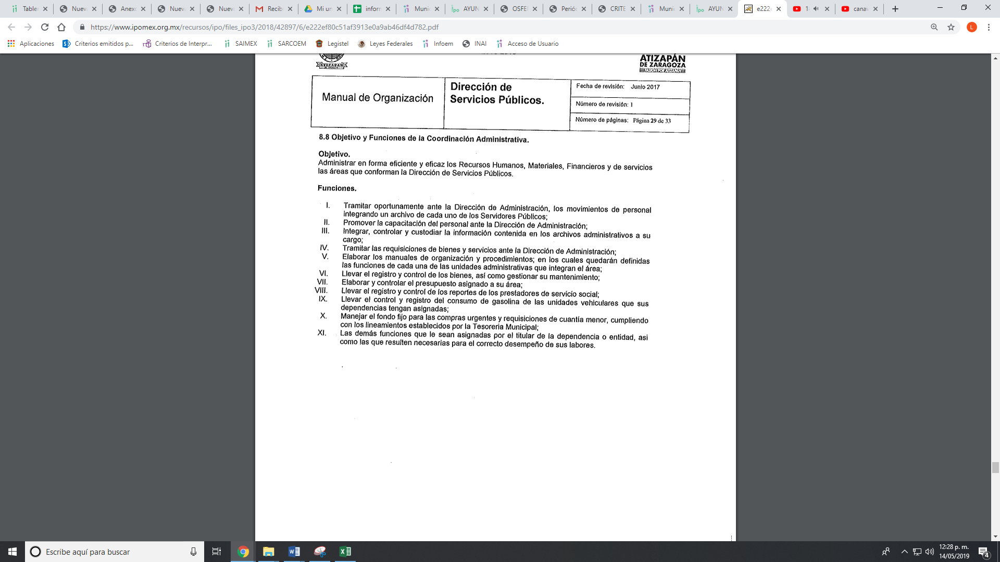 Table
Nueva
Anexo
Nueva
Nueva
Recib
Mi un
inforn
Munic
AYUN
OSFE
Periód
CRITE
Munic
AYUN
e222e
1
cana
https://www.ipomex.org.mx/recursos/ipo/files_ipo3/2018/42897/6/e222ef80c51af3913e0a9ab46df4d782.pdf
L
Aplicaciones
Criterios emitidos p...
Criterios de Interpr...
SAIMEX
SARCOEM
Legistel
Leyes Federales
Infoem
INAI
Acceso de Usuario
ATIZAPÁN
ATIZAPÁN
DE ZARAGOZA
PASIÓN POR ATIZAPÁN
Manual de Organización
Dirección de
Servicios Públicos.
Fecha de revisión: Junio 2017
Número de revisión: 1
Número de páginas: Página 29 de 33
8.8 Objetivo y Funciones de la Coordinación Administrativa.
Objetivo.
Administrar en forma eficiente y eficaz los Recursos Humanos, Materiales, Financieros y de servicios
las áreas que conforman la Dirección de Servicios Públicos.
Funciones.
I. Tramitar oportunamente ante la Dirección de Administración, los movimientos de personal
integrando un archivo de cada uno de los Servidores Públicos;
II. Promover la capacitación del personal ante la Dirección de Administración;
III. Integrar, controlar y custodiar la información contenida en los archivos administrativos a su
cargo;
IV. Tramitar las requisiciones de bienes y servicios ante la Dirección de Administración;
V. Elaborar los manuales de organización y procedimientos; en los cuales quedarán definidas
las funciones de cada una de las unidades administrativas que integran el área;
VI. Llevar el registro y control de los bienes, así como gestionar su mantenimiento;
VII. Elaborar y controlar el presupuesto asignado a su área;
VIII. Llevar el registro y control de los reportes de los prestadores de servicio social;
IX. Llevar el control y registro del consumo de gasolina de las unidades vehiculares que sus
dependencias tengan asignadas;
X. Manejar el fondo fijo para las compras urgentes y requisiciones de cuantía menor, cumpliendo
con los lineamientos establecidos por la Tesoreria Municipal;
XI. Las demás funciones que le sean asignadas por el titular de la dependencia o entidad, asi
como las que resulten necesarias para el correcto desempeño de sus labores.
Escribe aquí para buscar
12:28 p. m.
14/05/2019
4